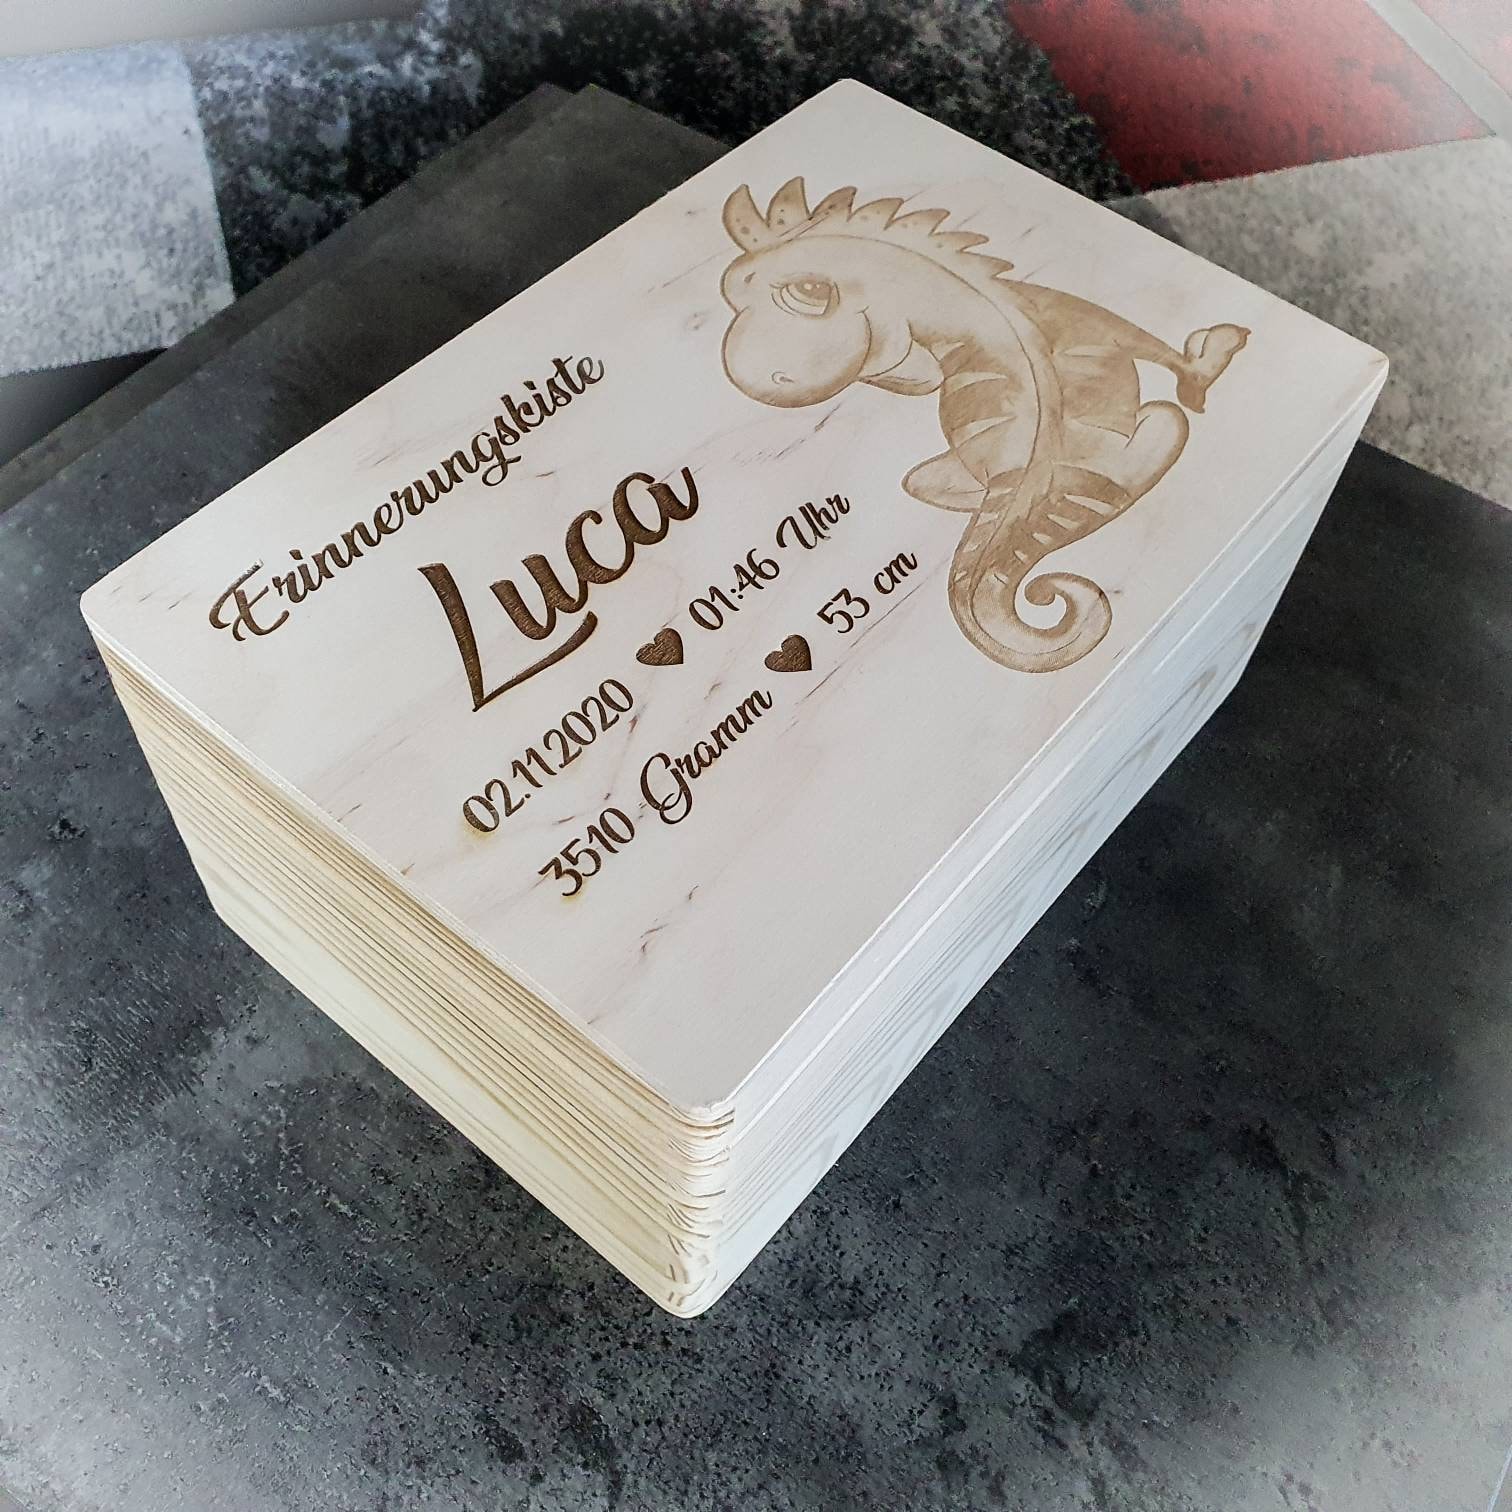 Erinnerungskiste
Luca
02.11.2020 ♥ 01:46 Uhr
3510 Gramm ♥ 53 cm